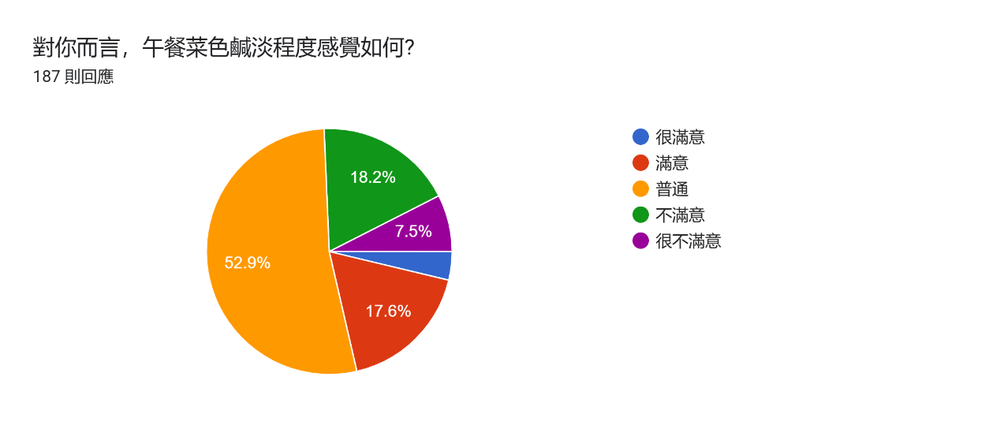 對你而言，午餐菜色鹹淡程度感覺如何?
187 則回應
很滿意
滿意
普通
不滿意
很不滿意
18.2%
7.5%
52.9%
17.6%